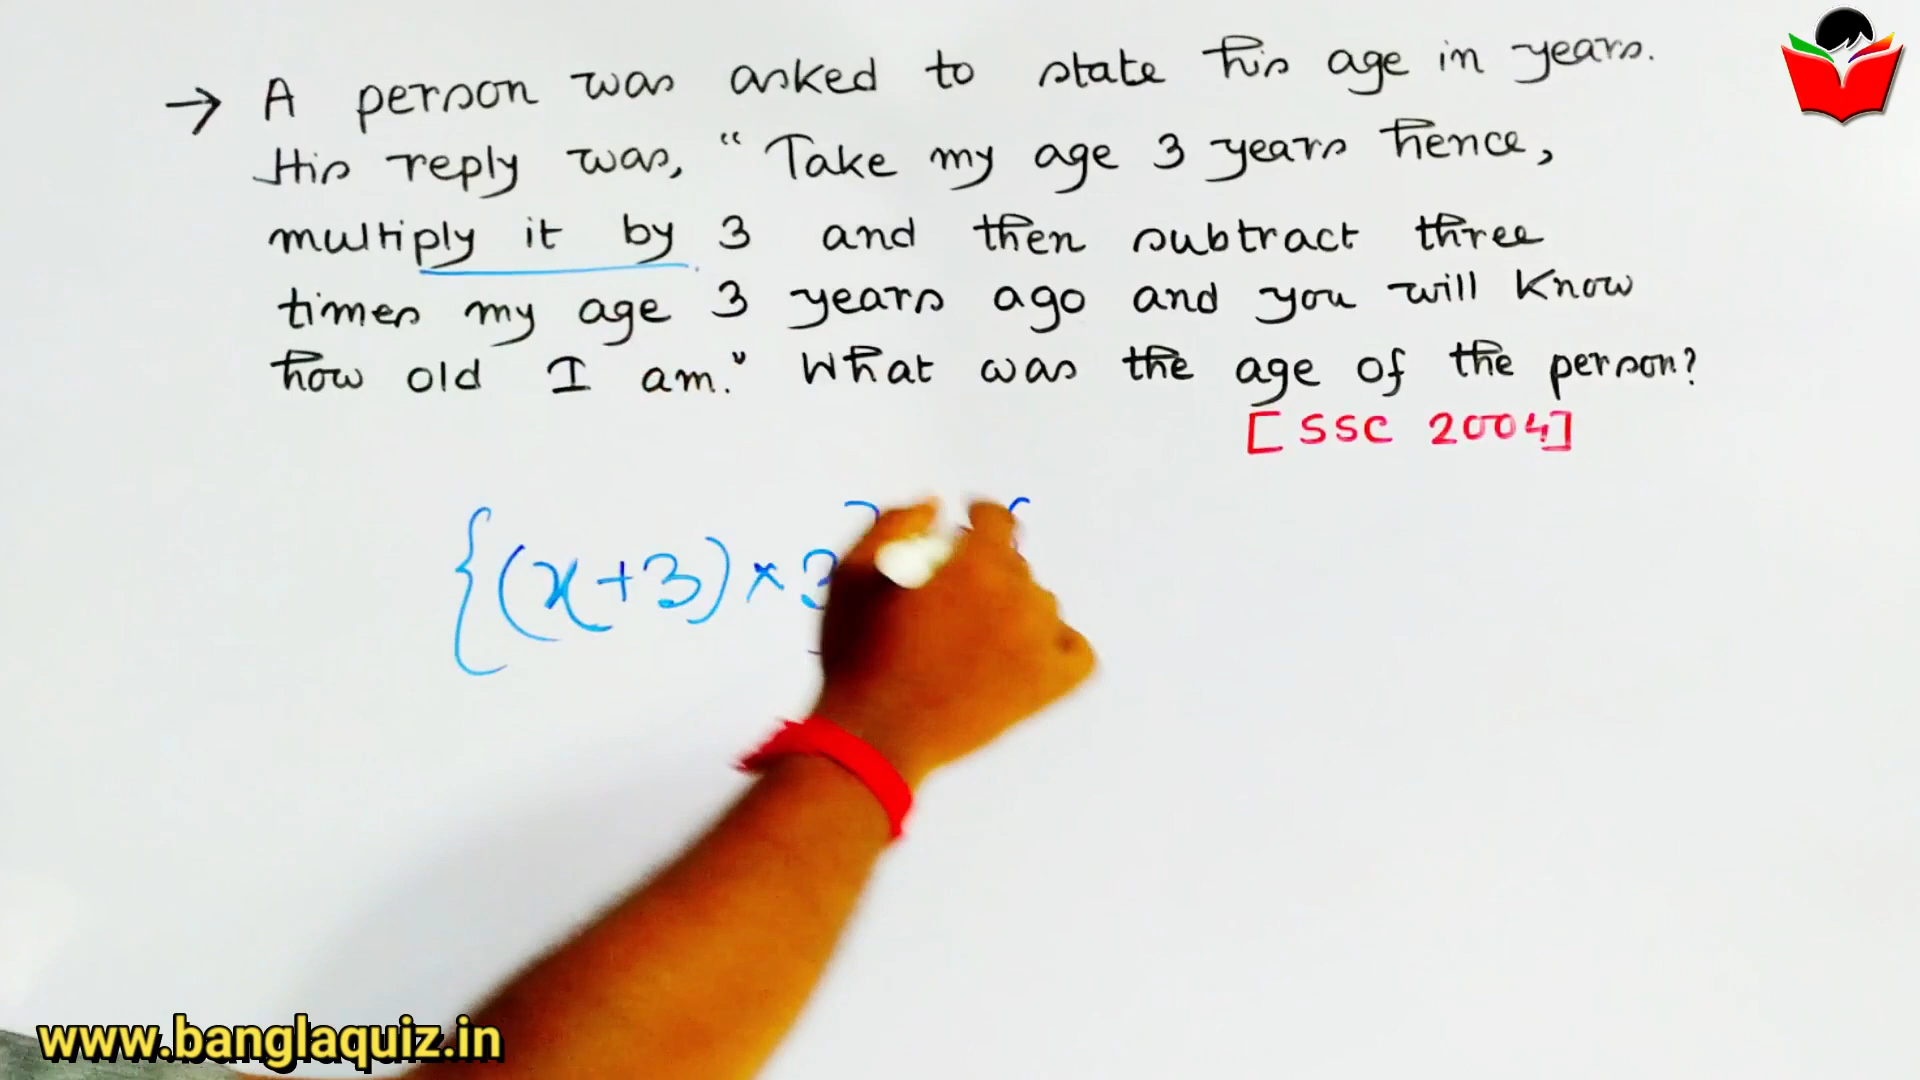 → A person was asked to state his age in years.
His reply was, “Take my age 3 years hence,
multiply it by 3 and then subtract three
times my age 3 years ago and you will know
how old I am.” What was the age of the person?
[SSC 2004]
{(x+3)×3
www.banglaquiz.in